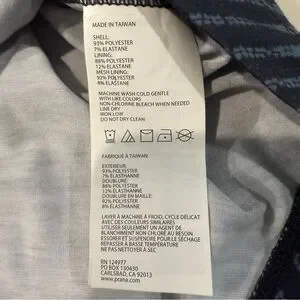 MADE IN TAIWAN
SHELL:
93% POLYESTER
7% ELASTANE
LINING:
88% POLYESTER
12% ELASTANE
MESH LINING:
92% POLYESTER
8% ELASTANE
MACHINE WASH COLD GENTLE
WITH LIKE COLORS
NON-CHLORINE BLEACH WHEN NEEDED
LINE DRY
IRON LOW
DO NOT DRY CLEAN
FABRIQUÉ À TAIWAN
EXTÉRIEUR:
93% POLYESTER
7% ÉLASTHANNE
DOUBLURE:
88% POLYESTER
12% ÉLASTHANNE
DOUBLURE EN MAILLES:
92% POLYESTER
8% ÉLASTHANNE
LAVER À MACHINE À FROID, CYCLE DÉLICAT
AVEC DES COULEURS SIMILAIRES
UTILISER SEULEMENT UN AGENT DE
BLANCHIMENT NON CHLORÉ AU BESOIN
ESSORER ET SUSPENDRE POUR LE SÉCHAGE
REPASSER À BASSE TEMPÉRATURE
NE PAS NETTOYER À SEC
RN 124977
PO BOX 130430
CARLSBAD, CA 92013
www.prana.com